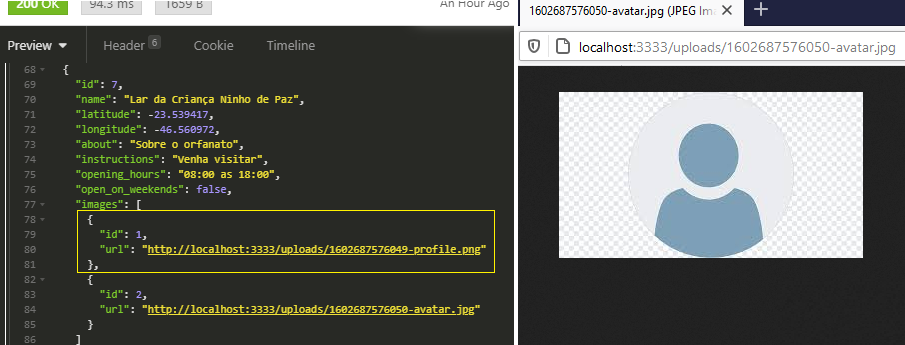 200 OK 94.3 ms 1659 B An Hour Ago
Preview Header 6 Cookie Timeline
68 {
69 "id": 7,
70 "name": "Lar da Criança Ninho de Paz",
71 "latitude": -23.539417,
72 "longitude": -46.560972,
73 "about": "Sobre o orfanato",
74 "instructions": "Venha visitar",
75 "opening_hours": "08:00 as 18:00",
76 "open_on_weekends": false,
77 "images": [
78 {
79 "id": 1,
80 "url": "http://localhost:3333/uploads/1602687576049-profile.png"
81 },
82 {
83 "id": 2,
84 "url": "http://localhost:3333/uploads/1602687576050-avatar.jpg"
85 }
86 ]
1602687576050-avatar.jpg (JPEG Im
localhost:3333/uploads/1602687576050-avatar.jpg